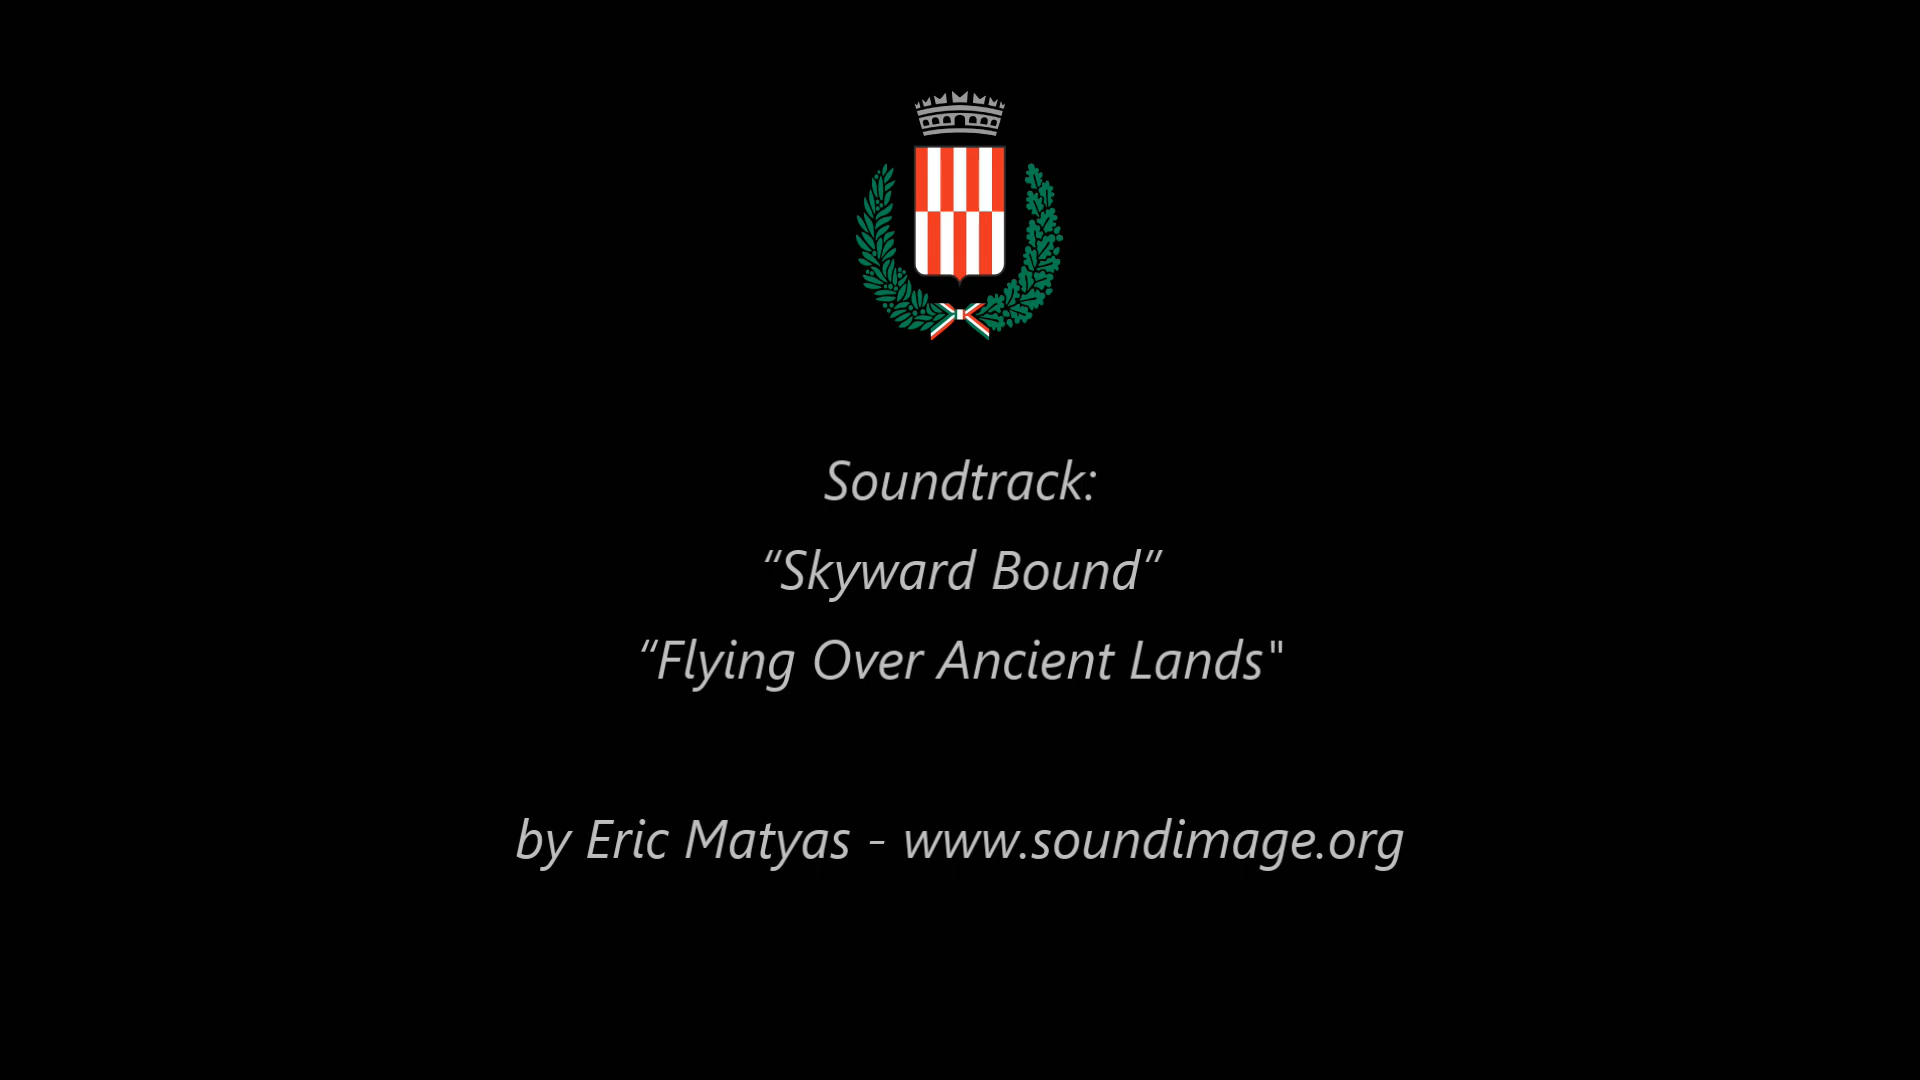 Soundtrack:
“Skyward Bound”
“Flying Over Ancient Lands"
by Eric Matyas - www.soundimage.org